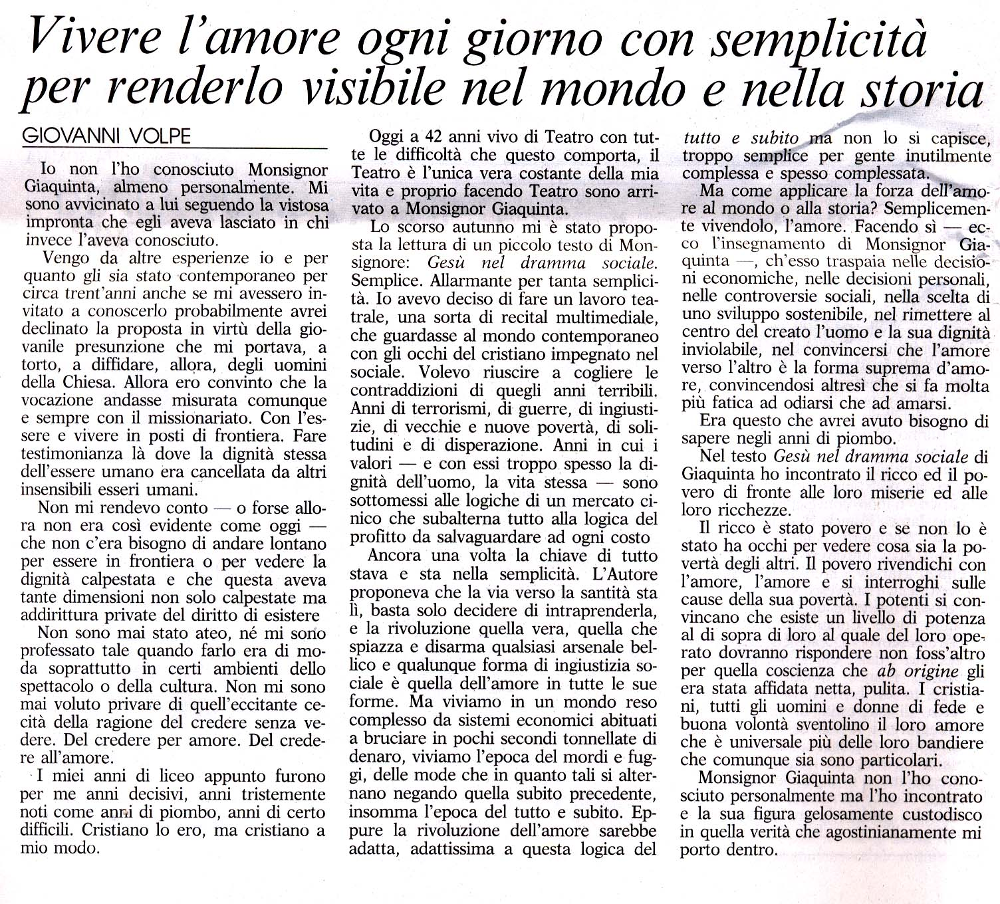 Vivere l'amore ogni giorno con semplicità
per renderlo visibile nel mondo e nella storia
GIOVANNI VOLPE
Io non l'ho conosciuto Monsignor
Giaquinta, almeno personalmente. Mi
sono avvicinato a lui seguendo la vistosa
impronta che egli aveva lasciato in chi
invece l'aveva conosciuto.
Vengo da altre esperienze io e per
quanto gli sia stato contemporaneo per
circa trent'anni anche se mi avessero in-
vitato a conoscerlo probabilmente avrei
declinato la proposta in virtù della gio-
vanile presunzione che mi portava, a
torto, a diffidare, allora, degli uomini
della Chiesa. Allora ero convinto che la
vocazione andasse misurata comunque
e sempre con il missionariato. Con l'es-
sere e vivere in posti di frontiera. Fare
testimonianza là dove la dignità stessa
dell'essere umano era cancellata da altri
insensibili esseri umani.
Non mi rendevo conto — o forse allo-
ra non era così evidente come oggi —
che non c'era bisogno di andare lontano
per essere in frontiera o per vedere la
dignità calpestata e che questa aveva
tante dimensioni non solo calpestate ma
addirittura private del diritto di esistere
Non sono mai stato ateo, né mi sono
professato tale quando farlo era di mo-
da soprattutto in certi ambienti dello
spettacolo o della cultura. Non mi sono
mai voluto privare di quell'eccitante ce-
cità della ragione del credere senza ve-
dere. Del credere per amore. Del crede-
re all'amore.
I miei anni di liceo appunto furono
per me anni decisivi, anni tristemente
noti come anni di piombo, anni di certo
difficili. Cristiano lo ero, ma cristiano a
mio modo.
Oggi a 42 anni vivo di Teatro con tut-
te le difficoltà che questo comporta, il
Teatro è l'unica vera costante della mia
vita e proprio facendo Teatro sono arri-
vato a Monsignor Giaquinta.
Lo scorso autunno mi è stato propo-
sta la lettura di un piccolo testo di Mon-
signore: Gesù nel dramma sociale.
Semplice. Allarmante per tanta semplici-
tà. Io avevo deciso di fare un lavoro tea-
trale, una sorta di recital multimediale,
che guardasse al mondo contemporaneo
con gli occhi del cristiano impegnato nel
sociale. Volevo riuscire a cogliere le
contraddizioni di quegli anni terribili.
Anni di terrorismi, di guerre, di ingiusti-
zie, di vecchie e nuove povertà, di soli-
tudini e di disperazione. Anni in cui i
valori — e con essi troppo spesso la di-
gnità dell'uomo, la vita stessa — sono
sottomessi alle logiche di un mercato ci-
nico che subalterna tutto alla logica del
profitto da salvaguardare ad ogni costo
Ancora una volta la chiave di tutto
stava e sta nella semplicità. L'Autore
proponeva che la via verso la santità sta
lì, basta solo decidere di intraprenderla,
e la rivoluzione quella vera, quella che
spiazza e disarma qualsiasi arsenale bel-
lico e qualunque forma di ingiustizia so-
ciale è quella dell'amore in tutte le sue
forme. Ma viviamo in un mondo reso
complesso da sistemi economici abituati
a bruciare in pochi secondi tonnellate di
denaro, viviamo l'epoca del mordi e fug-
gi, delle mode che in quanto tali si alter-
nano negando quella subito precedente,
insomma l'epoca del tutto e subito. Ep-
pure la rivoluzione dell'amore sarebbe
adatta, adattissima a questa logica del
tutto e subito ma non lo si capisce,
troppo semplice per gente inutilmente
complessa e spesso complessata.
Ma come applicare la forza dell'amo-
re al mondo o alla storia? Semplicemen-
te vivendolo, l'amore. Facendo sì — ec-
co l'insegnamento di Monsignor Gia-
quinta —, ch'esso traspaia nelle decisio-
ni economiche, nelle decisioni personali,
nelle controversie sociali, nella scelta di
uno sviluppo sostenibile, nel rimettere al
centro del creato l'uomo e la sua dignità
inviolabile, nel convincersi che l'amore
verso l'altro è la forma suprema d'amo-
re, convincendosi altresì che si fa molta
più fatica ad odiarsi che ad amarsi.
Era questo che avrei avuto bisogno di
sapere negli anni di piombo.
Nel testo Gesù nel dramma sociale di
Giaquinta ho incontrato il ricco ed il po-
vero di fronte alle loro miserie ed alle
loro ricchezze.
Il ricco è stato povero e se non lo è
stato ha occhi per vedere cosa sia la po-
vertà degli altri. Il povero rivendichi con
l'amore, l'amore e si interroghi sulle
cause della sua povertà. I potenti si con-
vincano che esiste un livello di potenza
al di sopra di loro al quale del loro ope-
rato dovranno rispondere non foss'altro
per quella coscienza che ab origine gli
era stata affidata netta, pulita. I cristia-
ni, tutti gli uomini e donne di fede e
buona volontà sventolino il loro amore
che è universale più delle loro bandiere
che comunque sia sono particolari.
Monsignor Giaquinta non l'ho cono-
sciuto personalmente ma l'ho incontrato
e la sua figura gelosamente custodisco
in quella verità che agostinianamente mi
porto dentro.